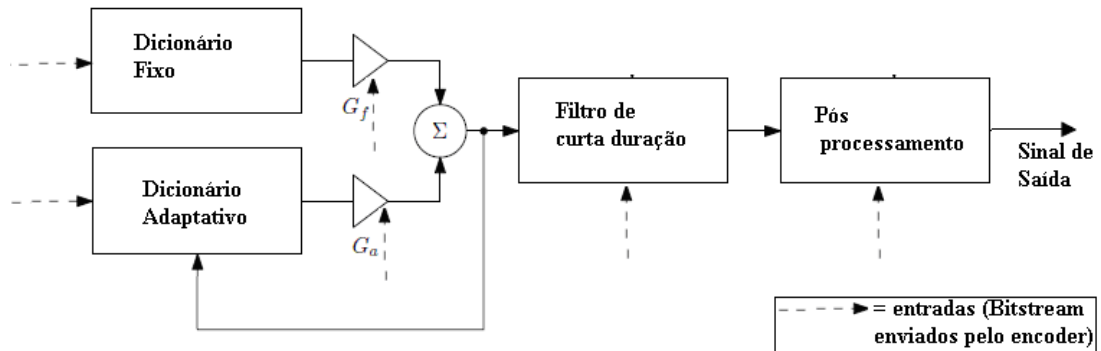 Dicionário
Fixo
G_f
Σ
Dicionário
Adaptativo
G_a
Filtro de
curta duração
Pós
processamento
Sinal de
Saída
= entradas (Bitstream
enviados pelo encoder)